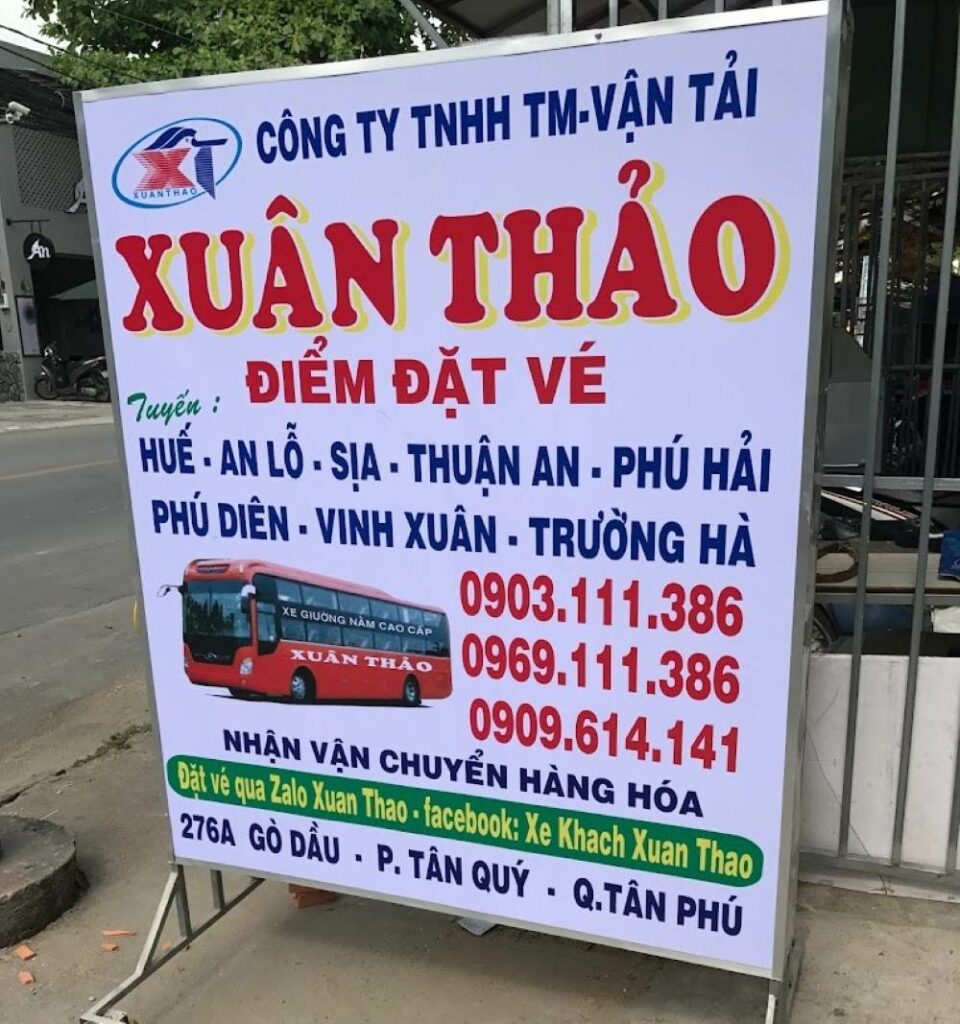 XT
XUANTHAO
CÔNG TY TNHH TM-VẬN TẢI
XUÂN THẢO
ĐIỂM ĐẶT VÉ
Tuyến :
HUẾ - AN LỖ - SỊA - THUẬN AN - PHÚ HẢI
PHÚ DIÊN - VINH XUÂN - TRƯỜNG HÀ
XE GIƯỜNG NẰM CAO CẤP
XUÂN THẢO
0903.111.386
0969.111.386
0909.614.141
NHẬN VẬN CHUYỂN HÀNG HÓA
Đặt vé qua Zalo Xuan Thao - facebook: Xe Khach Xuan Thao
276A GÒ DẦU - P. TÂN QUÝ - Q.TÂN PHÚ
An